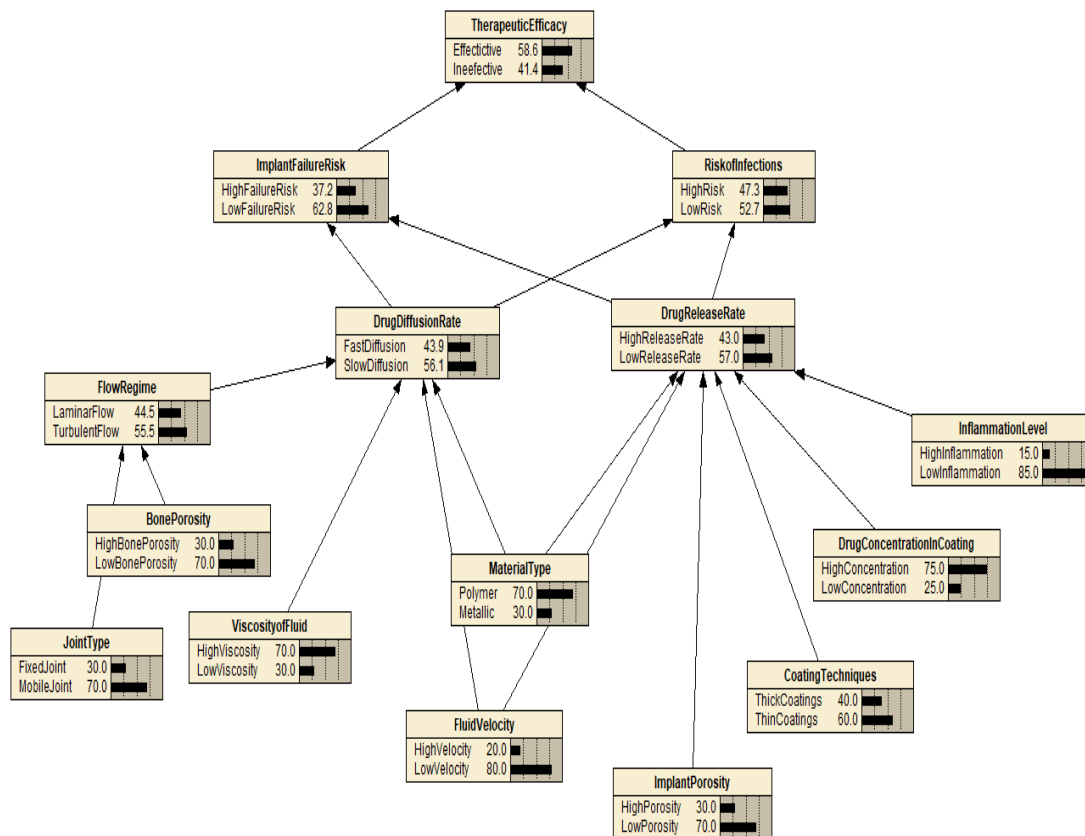 TherapeuticEfficacy
Effectictive 58.6
Ineefective 41.4
ImplantFailureRisk
HighFailureRisk 37.2
LowFailureRisk 62.8
RiskofInfections
HighRisk 47.3
LowRisk 52.7
DrugDiffusionRate
FastDiffusion 43.9
SlowDiffusion 56.1
DrugReleaseRate
HighReleaseRate 43.0
LowReleaseRate 57.0
FlowRegime
LaminarFlow 44.5
TurbulentFlow 55.5
InflammationLevel
HighInflammation 15.0
LowInflammation 85.0
BonePorosity
HighBonePorosity 30.0
LowBonePorosity 70.0
DrugConcentrationInCoating
HighConcentration 75.0
LowConcentration 25.0
MaterialType
Polymer 70.0
Metallic 30.0
ViscosityofFluid
HighViscosity 70.0
LowViscosity 30.0
JointType
FixedJoint 30.0
MobileJoint 70.0
CoatingTechniques
ThickCoatings 40.0
ThinCoatings 60.0
FluidVelocity
HighVelocity 20.0
LowVelocity 80.0
ImplantPorosity
HighPorosity 30.0
LowPorosity 70.0